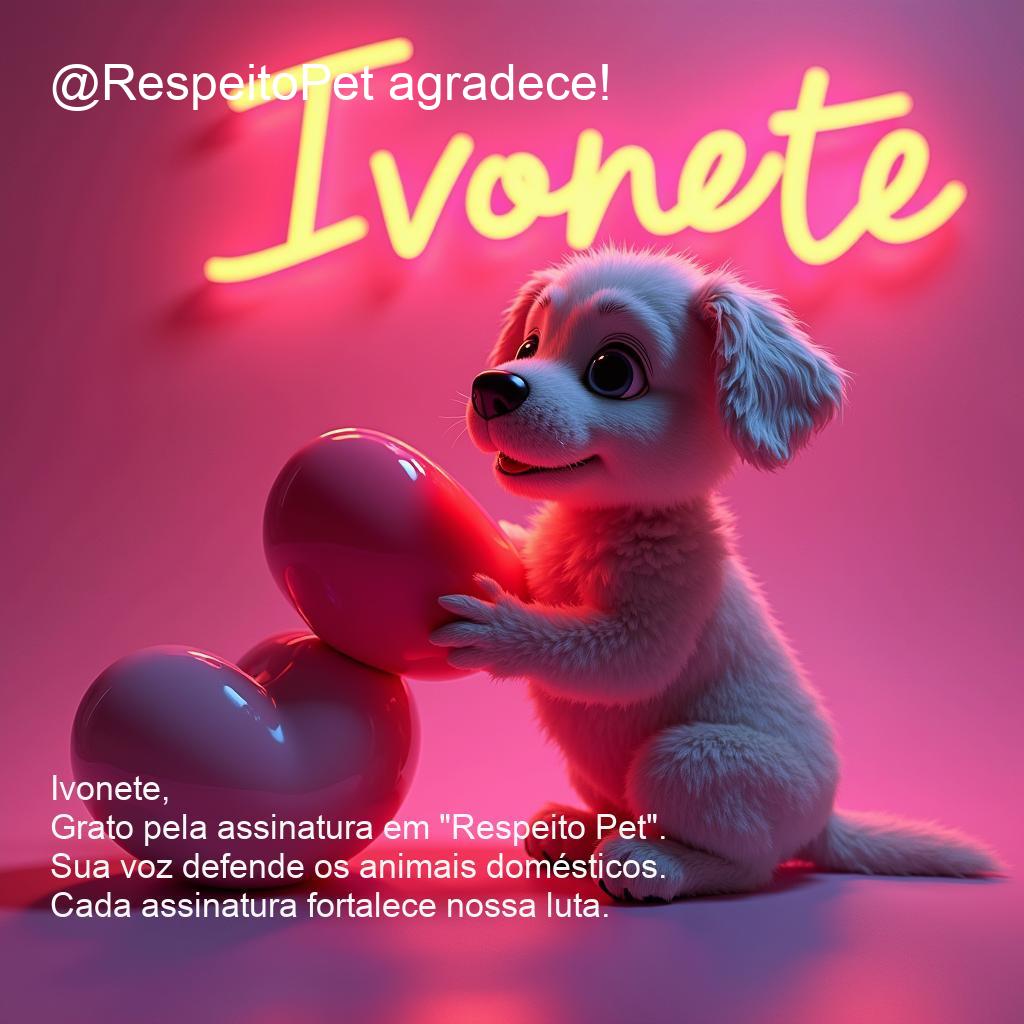 @RespeitoPet agradece!
Ivonete
Ivonete,
Grato pela assinatura em "Respeito Pet".
Sua voz defende os animais domésticos.
Cada assinatura fortalece nossa luta.